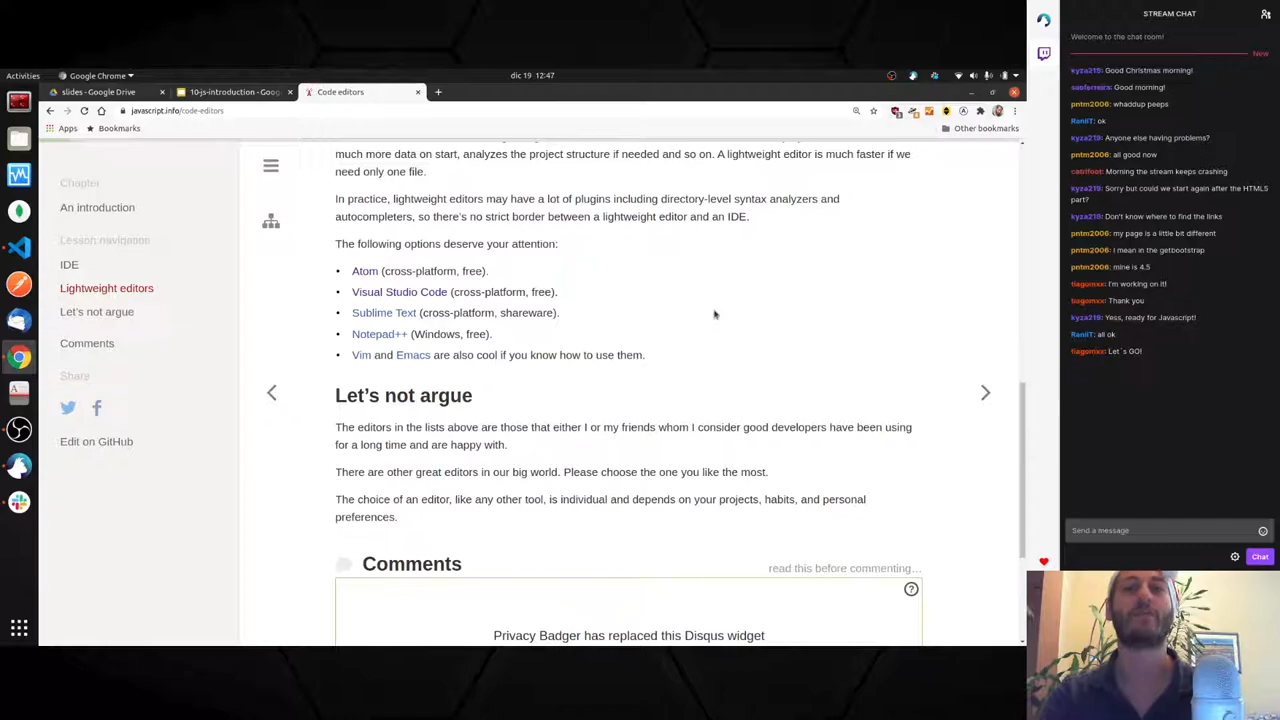 STREAM CHAT
Welcome to the chat room!
New
kyza219: Good Christmas morning!
Good morning!
pntm2006: whaddup peeps
RaniiT: ok
kyza219: Anyone else having problems?
pntm2006: all good now
Morning the stream keeps crashing
kyza219: Sorry but could we start again after the HTML5
part?
kyza219: Don't know where to find the links
pntm2006: my page is a little bit different
pntm2006: I mean in the getbootstrap
pntm2006: mine is 4.5
tiagomxx: I'm working on it!
Thank you
kyza219: Yess, ready for Javascript!
RaniiT: all ok
tiagomxx: Let´s GO!
Send a message
Chat
Activities
Google Chrome
dic 19 12:47
slides - Google Drive
10-js-introduction - Goog
Code editors
javascript.info/code-editors
Apps
Bookmarks
Other bookmarks
Chapter
An introduction
Lesson navigation
IDE
Lightweight editors
Let's not argue
Comments
Share
Edit on GitHub
much more data on start, analyzes the project structure if needed and so on. A lightweight editor is much faster if we
need only one file.
In practice, lightweight editors may have a lot of plugins including directory-level syntax analyzers and
autocompleters, so there's no strict border between a lightweight editor and an IDE.
The following options deserve your attention:
• Atom (cross-platform, free).
• Visual Studio Code (cross-platform, free).
• Sublime Text (cross-platform, shareware).
• Notepad++ (Windows, free).
• Vim and Emacs are also cool if you know how to use them.
Let's not argue
The editors in the lists above are those that either I or my friends whom I consider good developers have been using
for a long time and are happy with.
There are other great editors in our big world. Please choose the one you like the most.
The choice of an editor, like any other tool, is individual and depends on your projects, habits, and personal
preferences.
Comments
read this before commenting…
Privacy Badger has replaced this Disqus widget